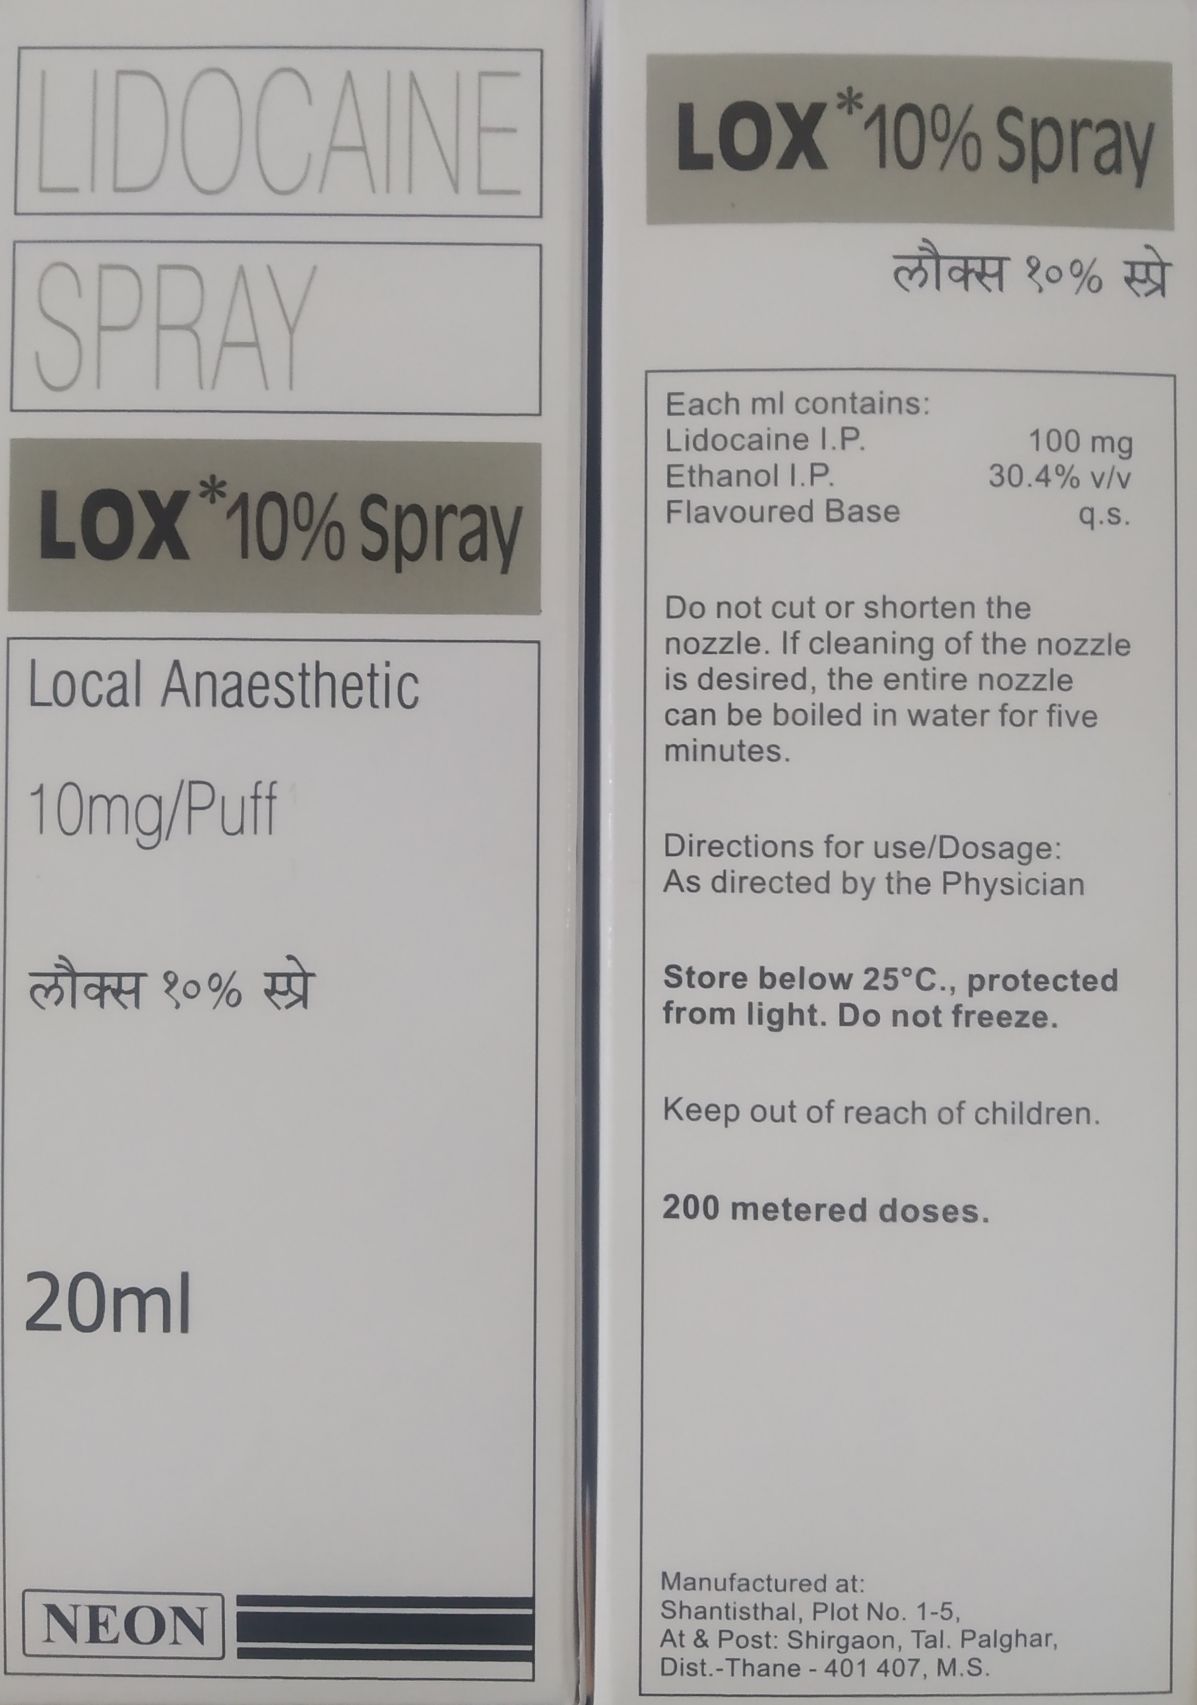 LIDOCAINE
SPRAY
LOX*10% Spray
Local Anaesthetic
10mg/Puff
लौक्स १०% स्प्रे
20ml
NEON
LOX*10% Spray
लौक्स १०% स्प्रे
Each ml contains:
Lidocaine I.P. 100 mg
Ethanol I.P. 30.4% v/v
Flavoured Base q.s.
Do not cut or shorten the
nozzle. If cleaning of the nozzle
is desired, the entire nozzle
can be boiled in water for five
minutes.
Directions for use/Dosage:
As directed by the Physician
Store below 25°C., protected
from light. Do not freeze.
Keep out of reach of children.
200 metered doses.
Manufactured at:
Shantisthal, Plot No. 1-5,
At & Post: Shirgaon, Tal. Palghar,
Dist.-Thane - 401 407, M.S.